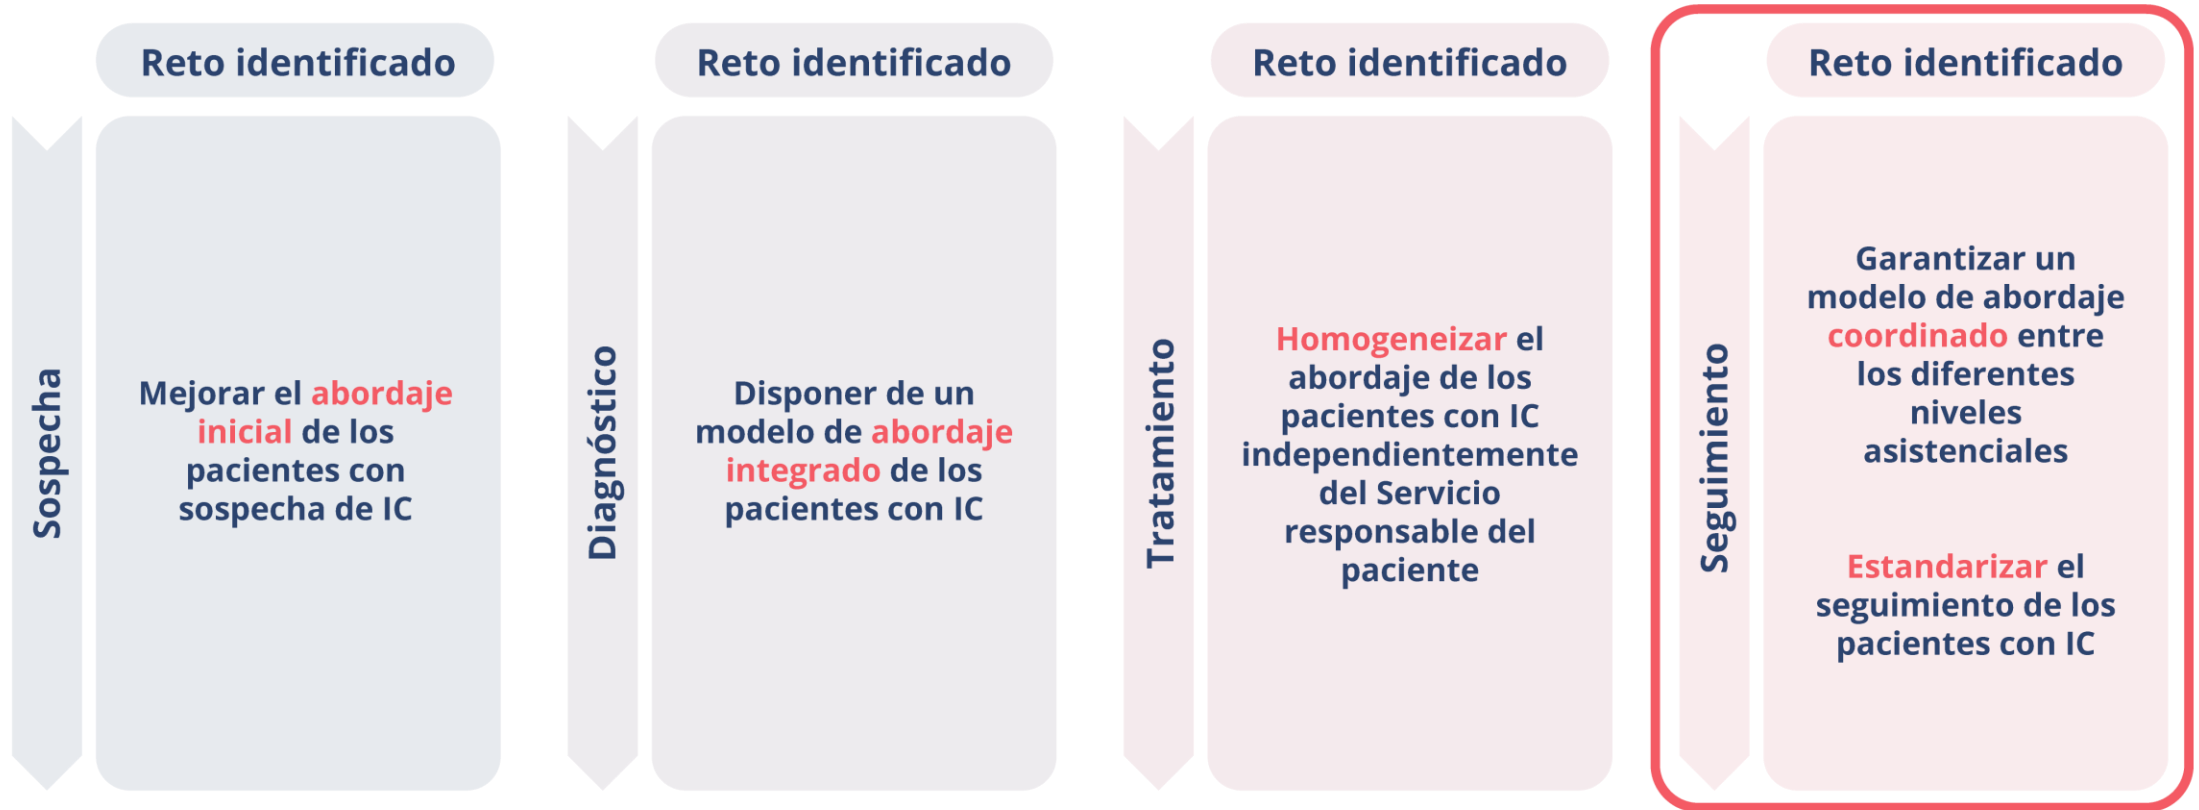 Reto identificado
Sospecha
Mejorar el abordaje
inicial de los
pacientes con
sospecha de IC
Reto identificado
Diagnóstico
Disponer de un
modelo de abordaje
integrado de los
pacientes con IC
Reto identificado
Tratamiento
Homogeneizar el
abordaje de los
pacientes con IC
independientemente
del Servicio
responsable del
paciente
Reto identificado
Seguimiento
Garantizar un
modelo de abordaje
coordinado entre
los diferentes
niveles
asistenciales
Estandarizar el
seguimiento de los
pacientes con IC